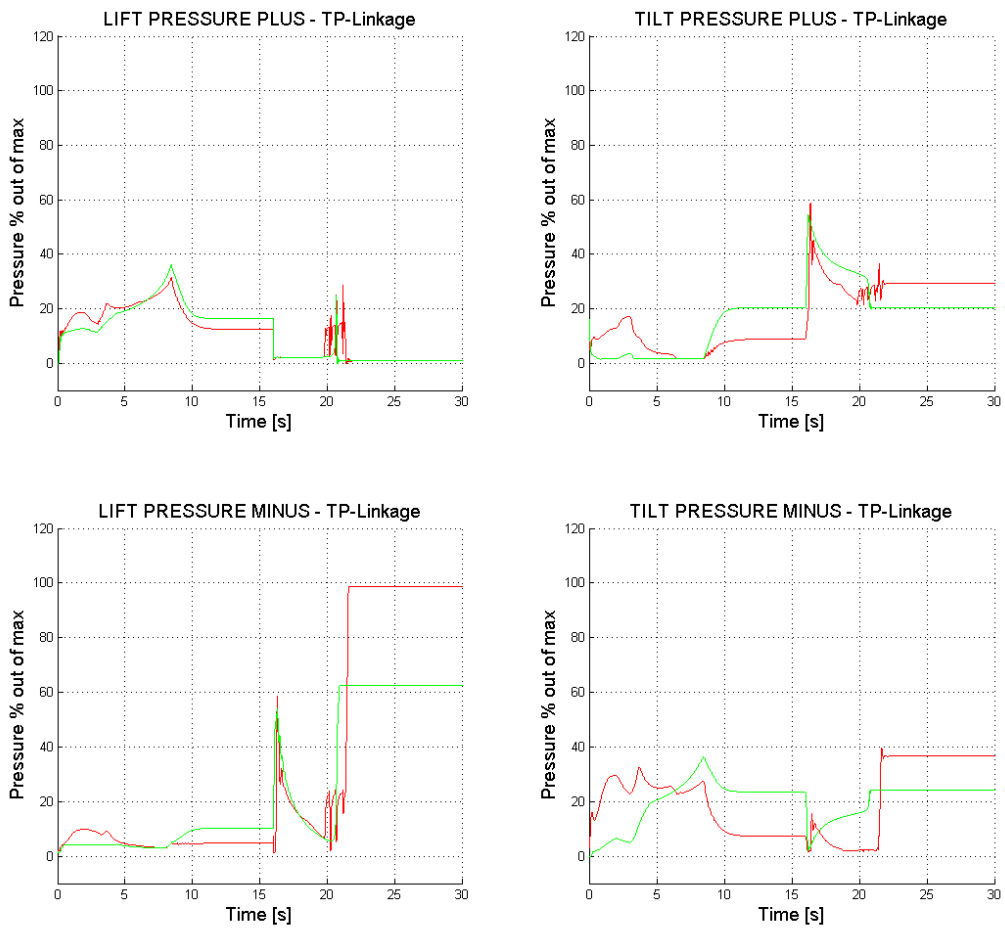 LIFT PRESSURE PLUS - TP-Linkage
120
100
80
60
40
20
0
Pressure % out of max
0 5 10 15 20 25 30
Time [s]
TILT PRESSURE PLUS - TP-Linkage
120
100
80
60
40
20
0
Pressure % out of max
0 5 10 15 20 25 30
Time [s]
LIFT PRESSURE MINUS - TP-Linkage
120
100
80
60
40
20
0
Pressure % out of max
0 5 10 15 20 25 30
Time [s]
TILT PRESSURE MINUS - TP-Linkage
120
100
80
60
40
20
0
Pressure % out of max
0 5 10 15 20 25 30
Time [s]